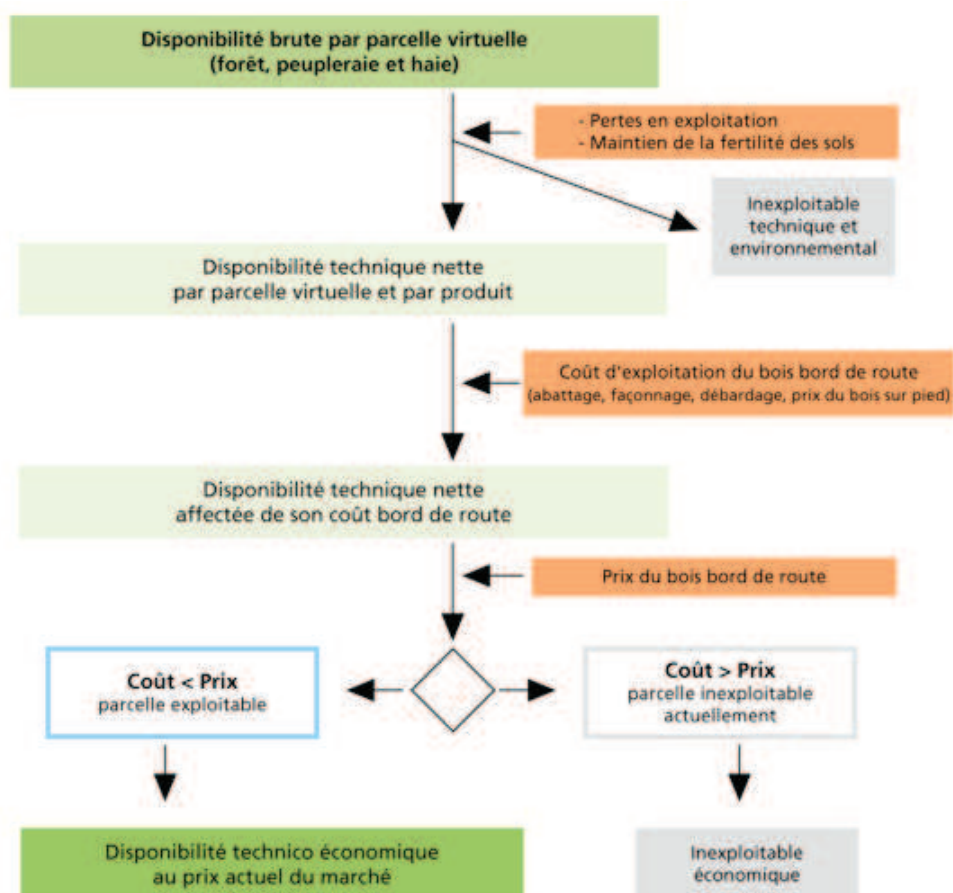 Disponibilité brute par parcelle virtuelle
(forêt, peupleraie et haie)
- Pertes en exploitation
- Maintien de la fertilité des sols
Inexploitable
technique et
environnemental
Disponibilité technique nette
par parcelle virtuelle et par produit
Coût d'exploitation du bois bord de route
(abattage, façonnage, débardage, prix du bois sur pied)
Disponibilité technique nette
affectée de son coût bord de route
Prix du bois bord de route
Coût < Prix
parcelle exploitable
Coût > Prix
parcelle inexploitable
actuellement
Disponibilité technico économique
au prix actuel du marché
Inexploitable
économique